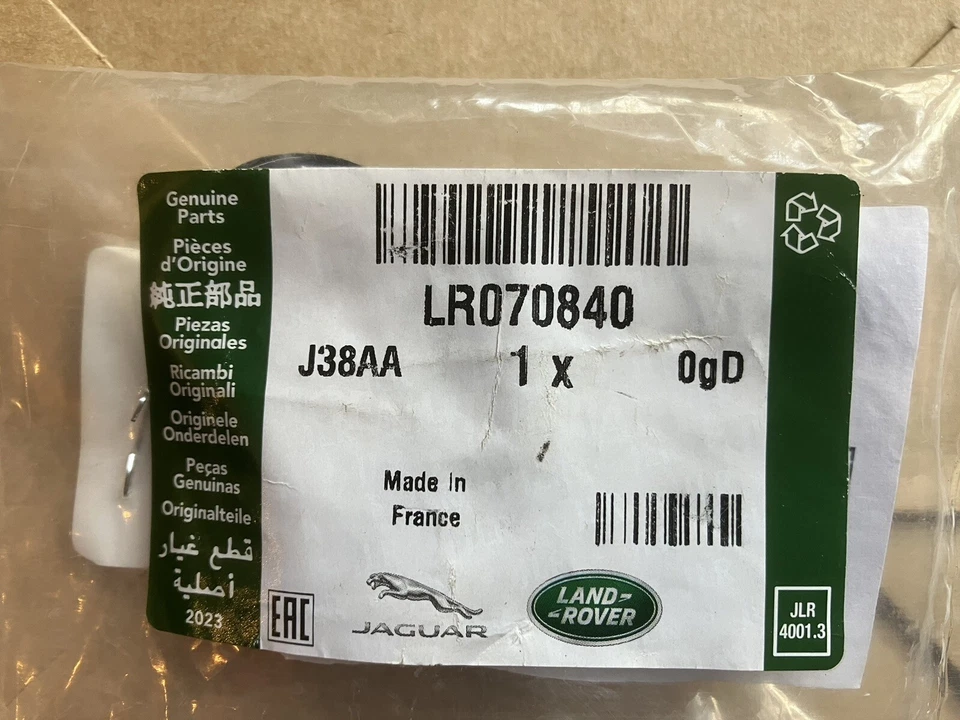 Genuine
Parts
Pièces
d'Origine
純正部品
Piezas
Originales
Ricambi
Originali
Originele
Onderdelen
Peças
Genuinas
Originalteile
قطع غيار
أصلية
2023
LR070840
J38AA 1 x 0gD
Made In
France
EAC
JAGUAR
LAND-
-ROVER
JLR
4001.3